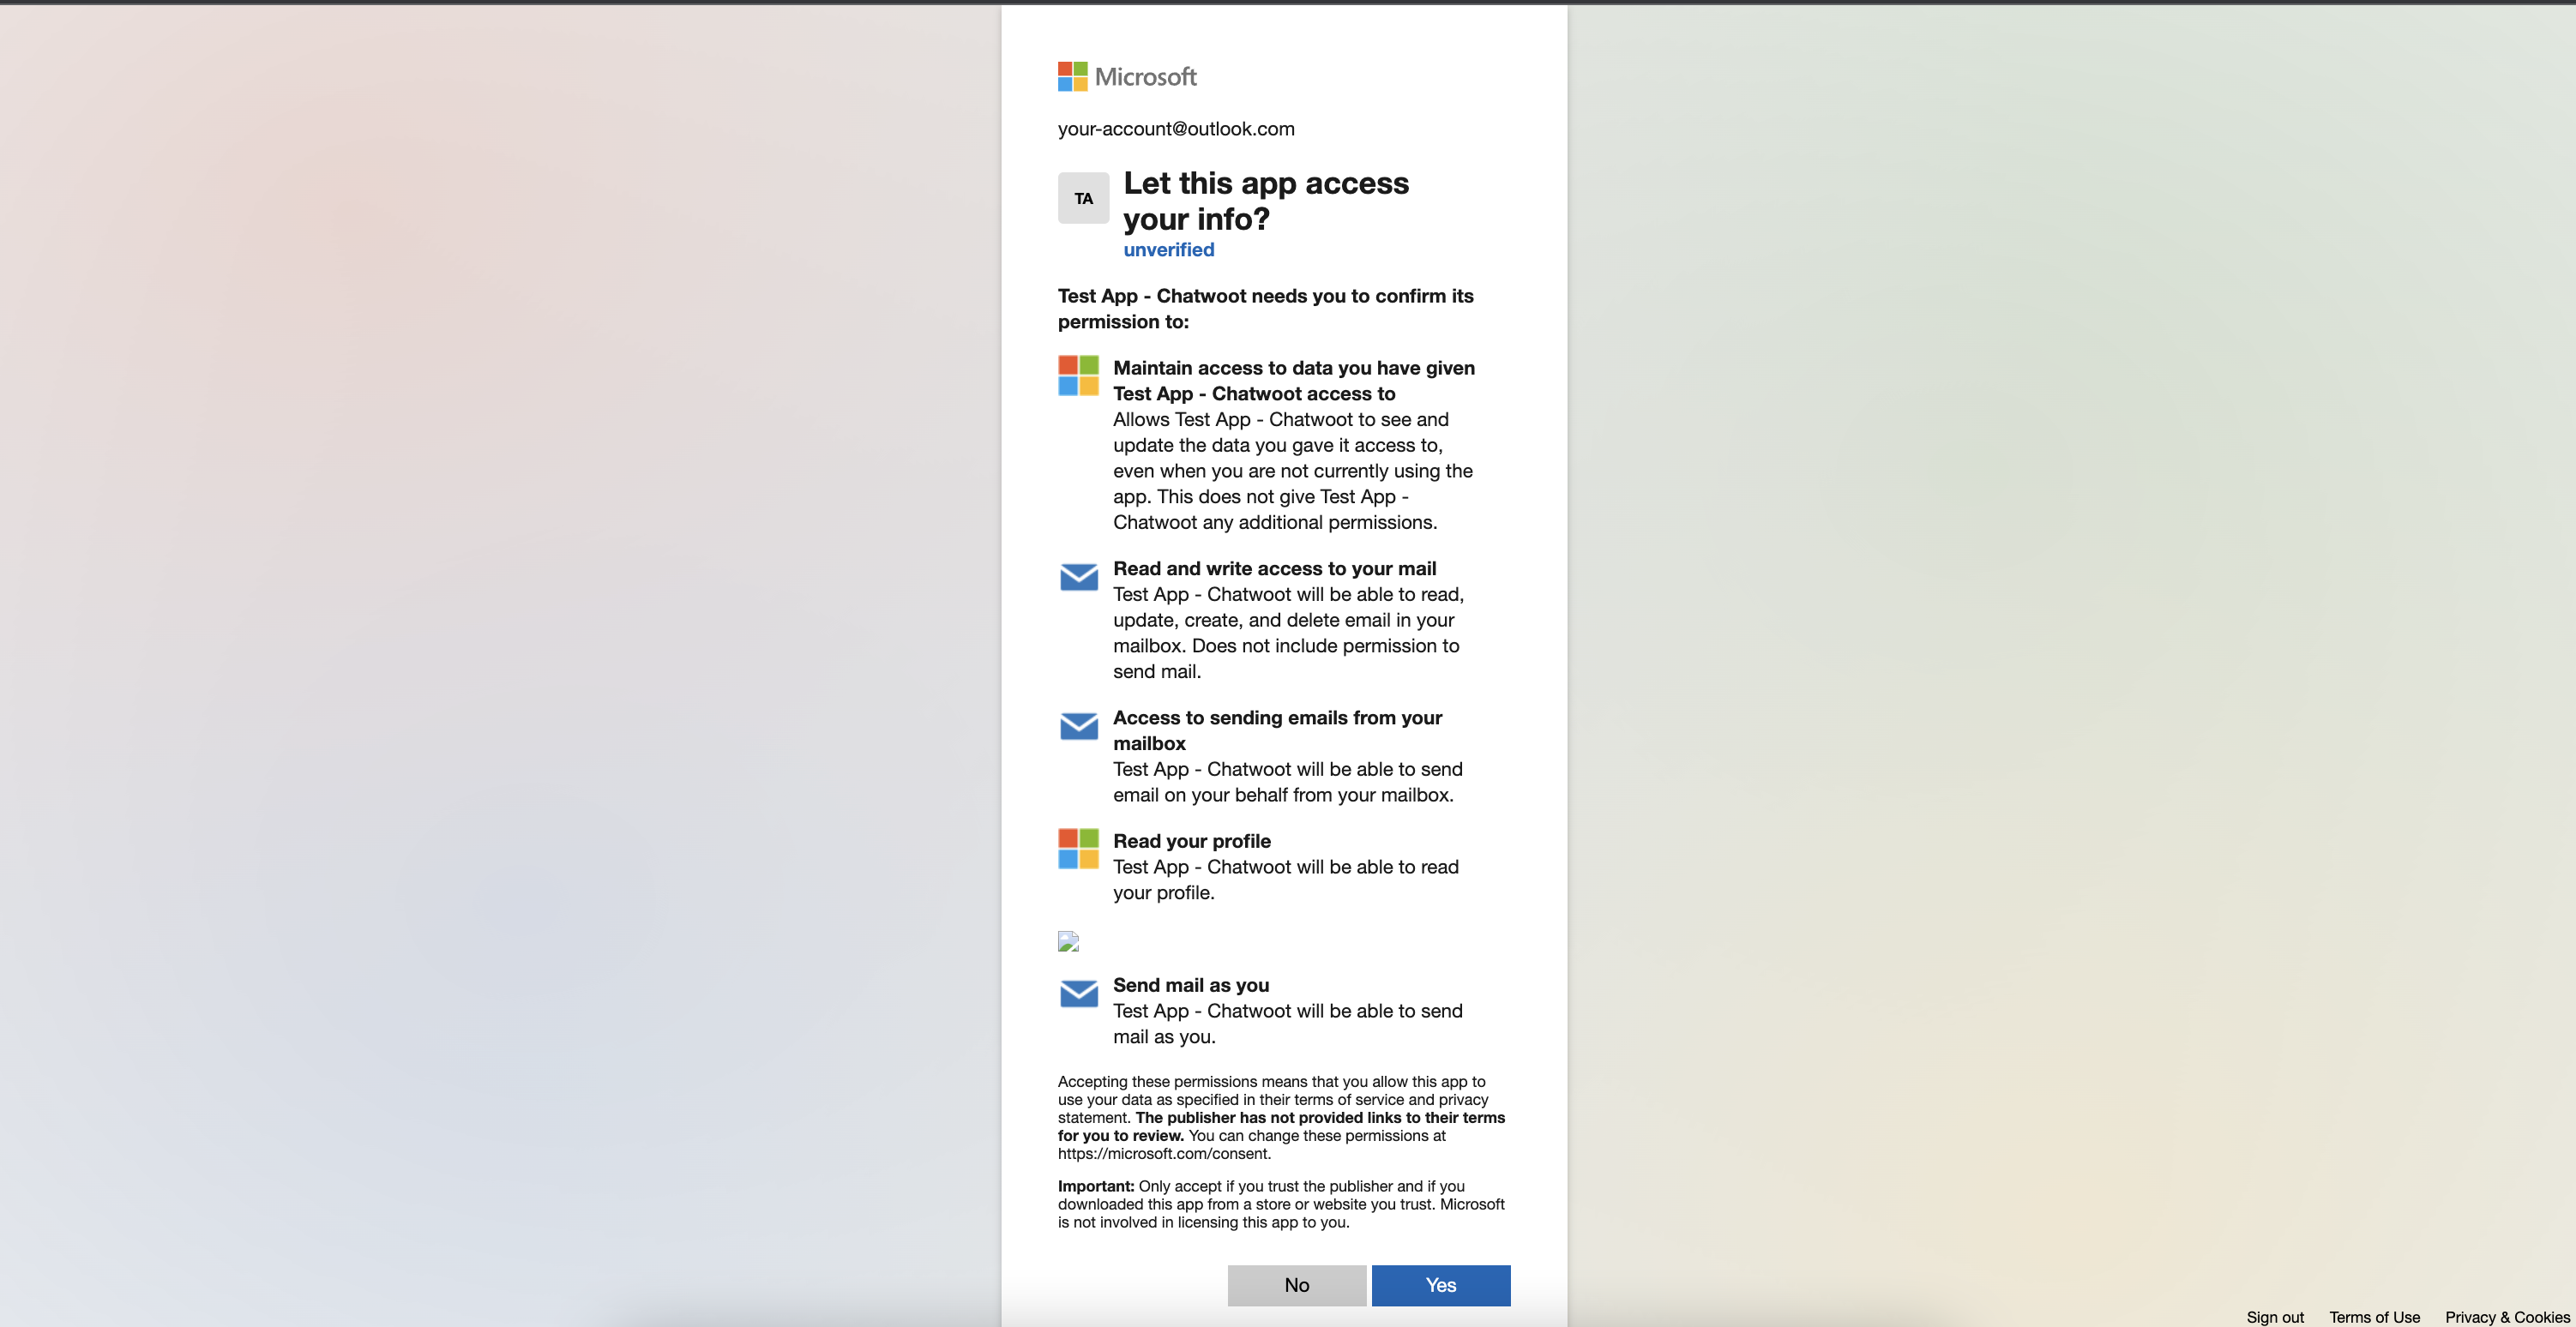 Microsoft
your-account@outlook.com
TA
Let this app access
your info?
unverified
Test App - Chatwoot needs you to confirm its
permission to:
Maintain access to data you have given
Test App - Chatwoot access to
Allows Test App - Chatwoot to see and
update the data you gave it access to,
even when you are not currently using the
app. This does not give Test App -
Chatwoot any additional permissions.
Read and write access to your mail
Test App - Chatwoot will be able to read,
update, create, and delete email in your
mailbox. Does not include permission to
send mail.
Access to sending emails from your
mailbox
Test App - Chatwoot will be able to send
email on your behalf from your mailbox.
Read your profile
Test App - Chatwoot will be able to read
your profile.
Send mail as you
Test App - Chatwoot will be able to send
mail as you.
Accepting these permissions means that you allow this app to
use your data as specified in their terms of service and privacy
statement. The publisher has not provided links to their terms
for you to review. You can change these permissions at
https://microsoft.com/consent.
Important: Only accept if you trust the publisher and if you
downloaded this app from a store or website you trust. Microsoft
is not involved in licensing this app to you.
No
Yes
Sign out
Terms of Use
Privacy & Cookies